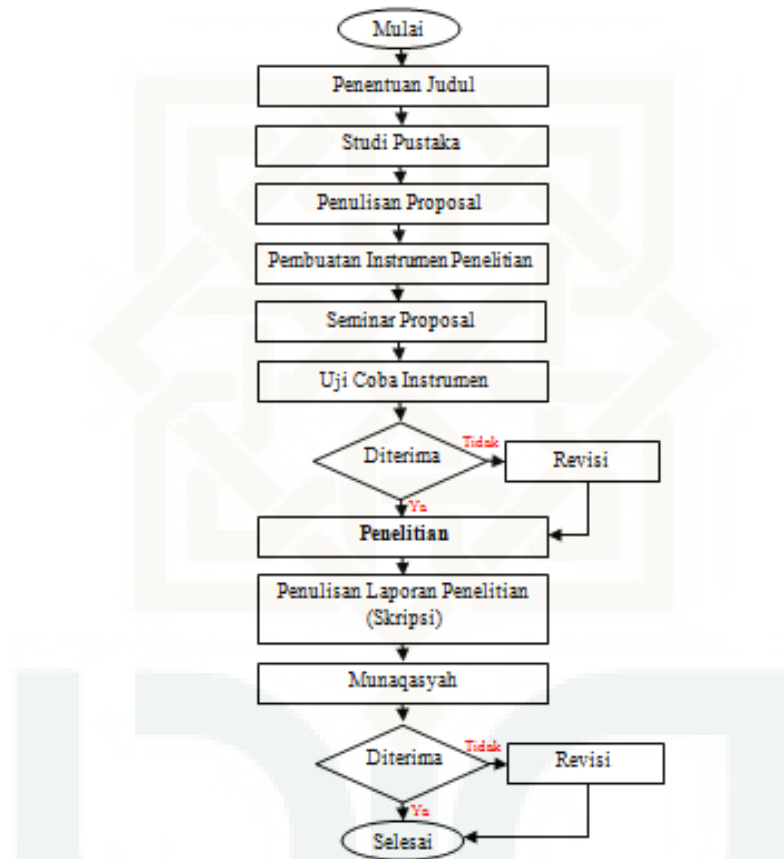 Mulai
Penentuan Judul
Studi Pustaka
Penulisan Proposal
Pembuatan Instrumen Penelitian
Seminar Proposal
Uji Coba Instrumen
Diterima
Tidak
Revisi
Ya
Penelitian
Penulisan Laporan Penelitian
(Skripsi)
Munaqasyah
Diterima
Tidak
Revisi
Ya
Selesai